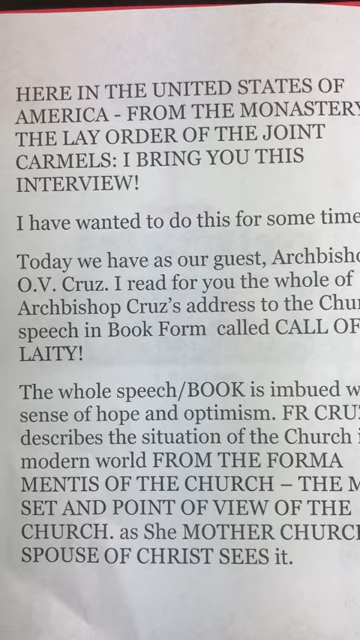 HERE IN THE UNITED STATES OF
AMERICA - FROM THE MONASTERY
THE LAY ORDER OF THE JOINT
CARMELS: I BRING YOU THIS
INTERVIEW!
I have wanted to do this for some time
Today we have as our guest,
O.V. Cruz. I read for you the whole of
Archbishop Cruz's address to the
speech in Book Form called CALL OF
LAITY!
The whole speech/BOOK is imbued
sense of hope and optimism. FR
describes the situation of the Church
modern world FROM THE FORMA
MENTIS OF THE CHURCH – THE
SET AND POINT OF VIEW OF THE
CHURCH. as She MOTHER
SPOUSE OF CHRIST SEES it.